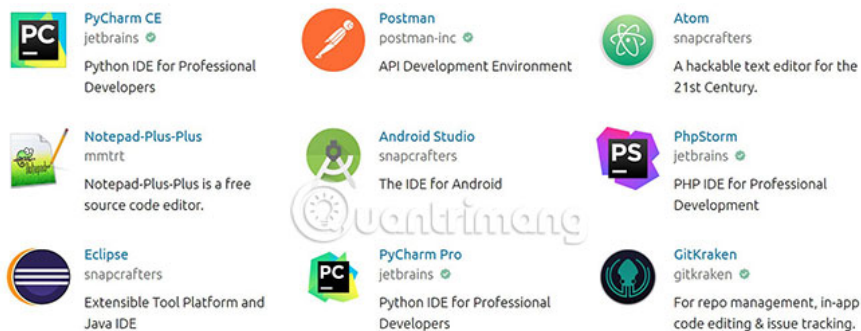 PyCharm CE
jetbrains
Python IDE for Professional
Developers
Postman
postman-inc
API Development Environment
Atom
snapcrafters
A hackable text editor for the
21st Century.
Notepad-Plus-Plus
mmtrt
Notepad-Plus-Plus is a free
source code editor.
Android Studio
snapcrafters
The IDE for Android
PhpStorm
jetbrains
PHP IDE for Professional
Development
Eclipse
snapcrafters
Extensible Tool Platform and
Java IDE
PyCharm Pro
jetbrains
Python IDE for Professional
Developers
GitKraken
gitkraken
For repo management, in-app
code editing & issue tracking.
PC
PS
PC
Quantrimang